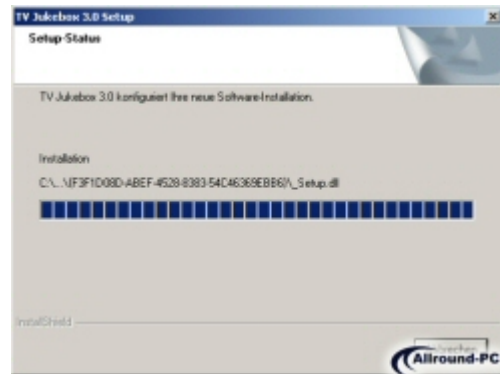 TV Jukebox 3.0 Setup
Setup-Status
TV Jukebox 3.0 konfiguriert Ihre neue Software-Installation.
Installation
C:\...\{F3F1D08D-ABEF-4528-8383-54C46369EBB6}\_Setup.dll
InstallShield
Allround-PC